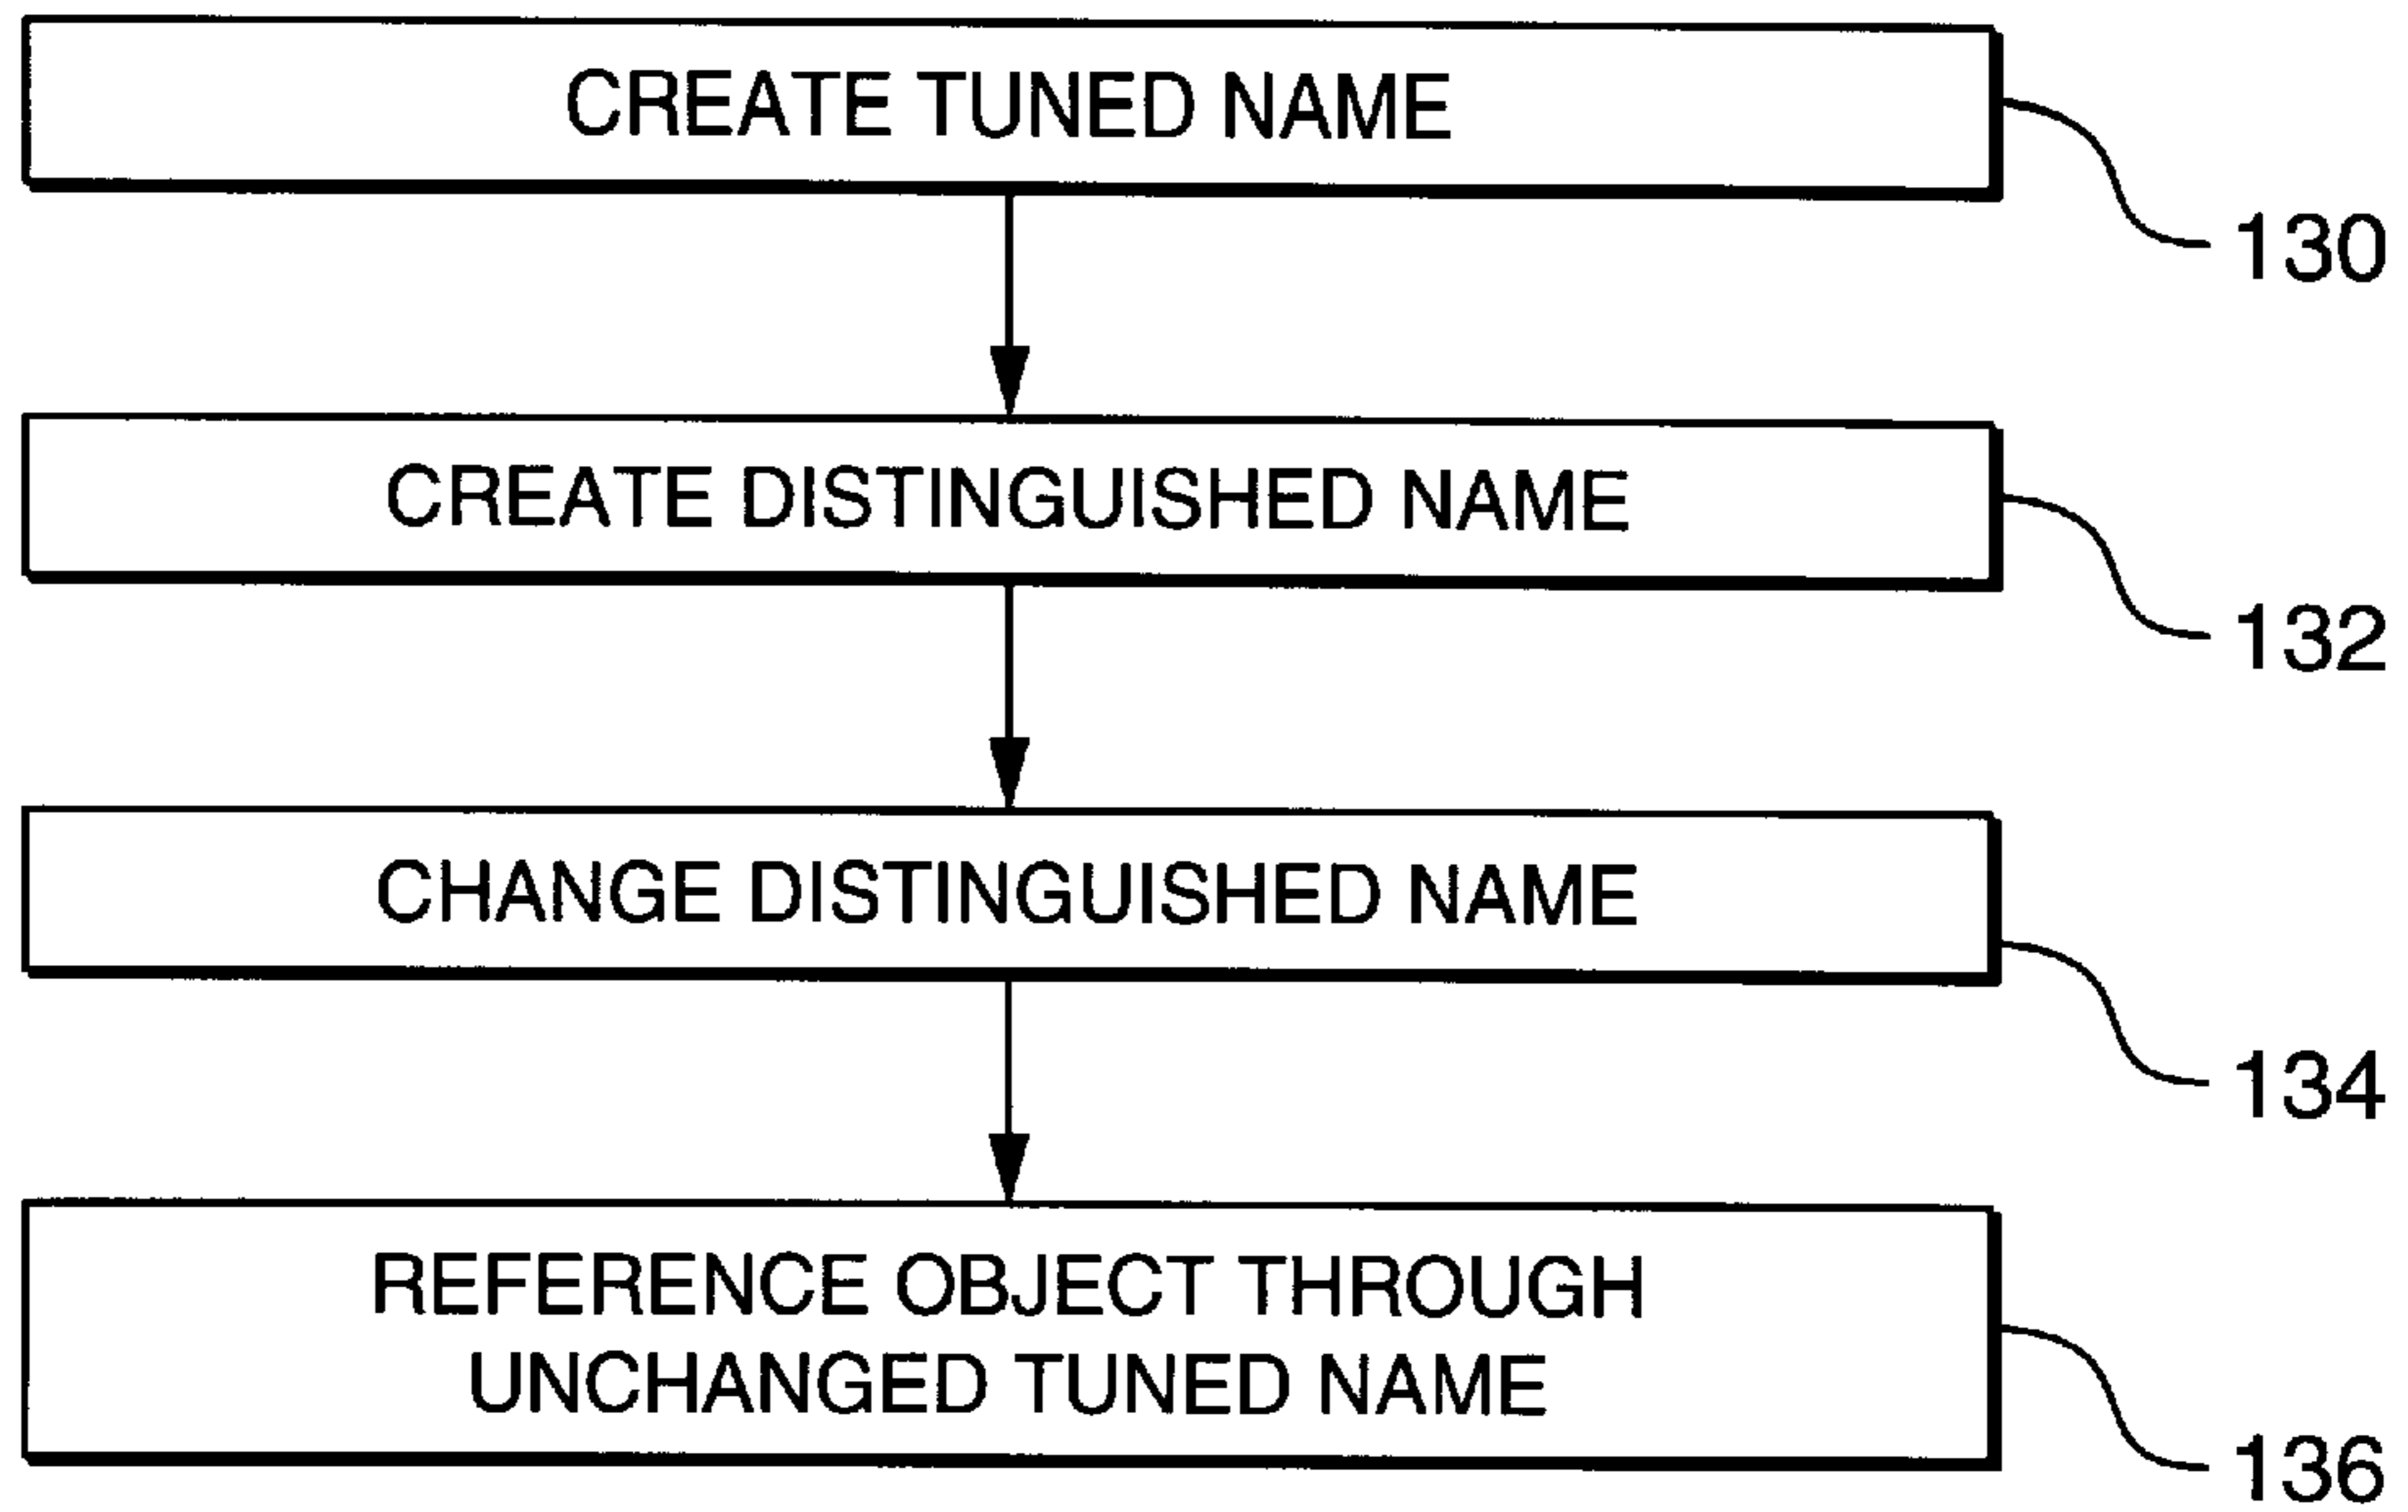 CREATE TUNED NAME
130
CREATE DISTINGUISHED NAME
132
CHANGE DISTINGUISHED NAME
134
REFERENCE OBJECT THROUGH
UNCHANGED TUNED NAME
136